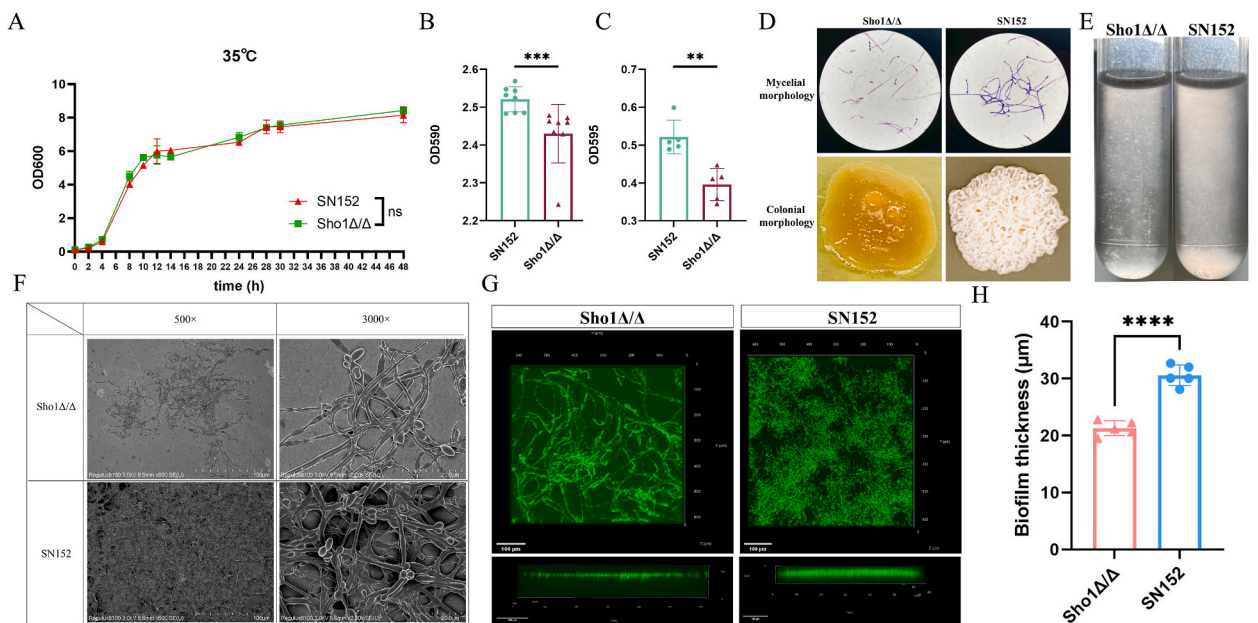 A
35℃
OD600
10
8
6
4
2
0
SN152
Sho1Δ/Δ
ns
0 2 4 6 8 10 12 14 16 18 20 22 24 26 28 30 32 34 36 38 40 42 44 46 48
time (h)
B
***
OD590
2.6
2.5
2.4
2.3
2.2
SN152
Sho1Δ/Δ
C
**
OD595
0.7
0.6
0.5
0.4
0.3
SN152
Sho1Δ/Δ
D
Sho1Δ/Δ SN152
Mycelial
morphology
Colonial
morphology
E
Sho1Δ/Δ SN152
F
500× 3000×
Sho1Δ/Δ
SN152
G
Sho1Δ/Δ
SN152
100 μm
100 μm
H
****
Biofilm thickness (μm)
40
30
20
10
0
Sho1Δ/Δ
SN152